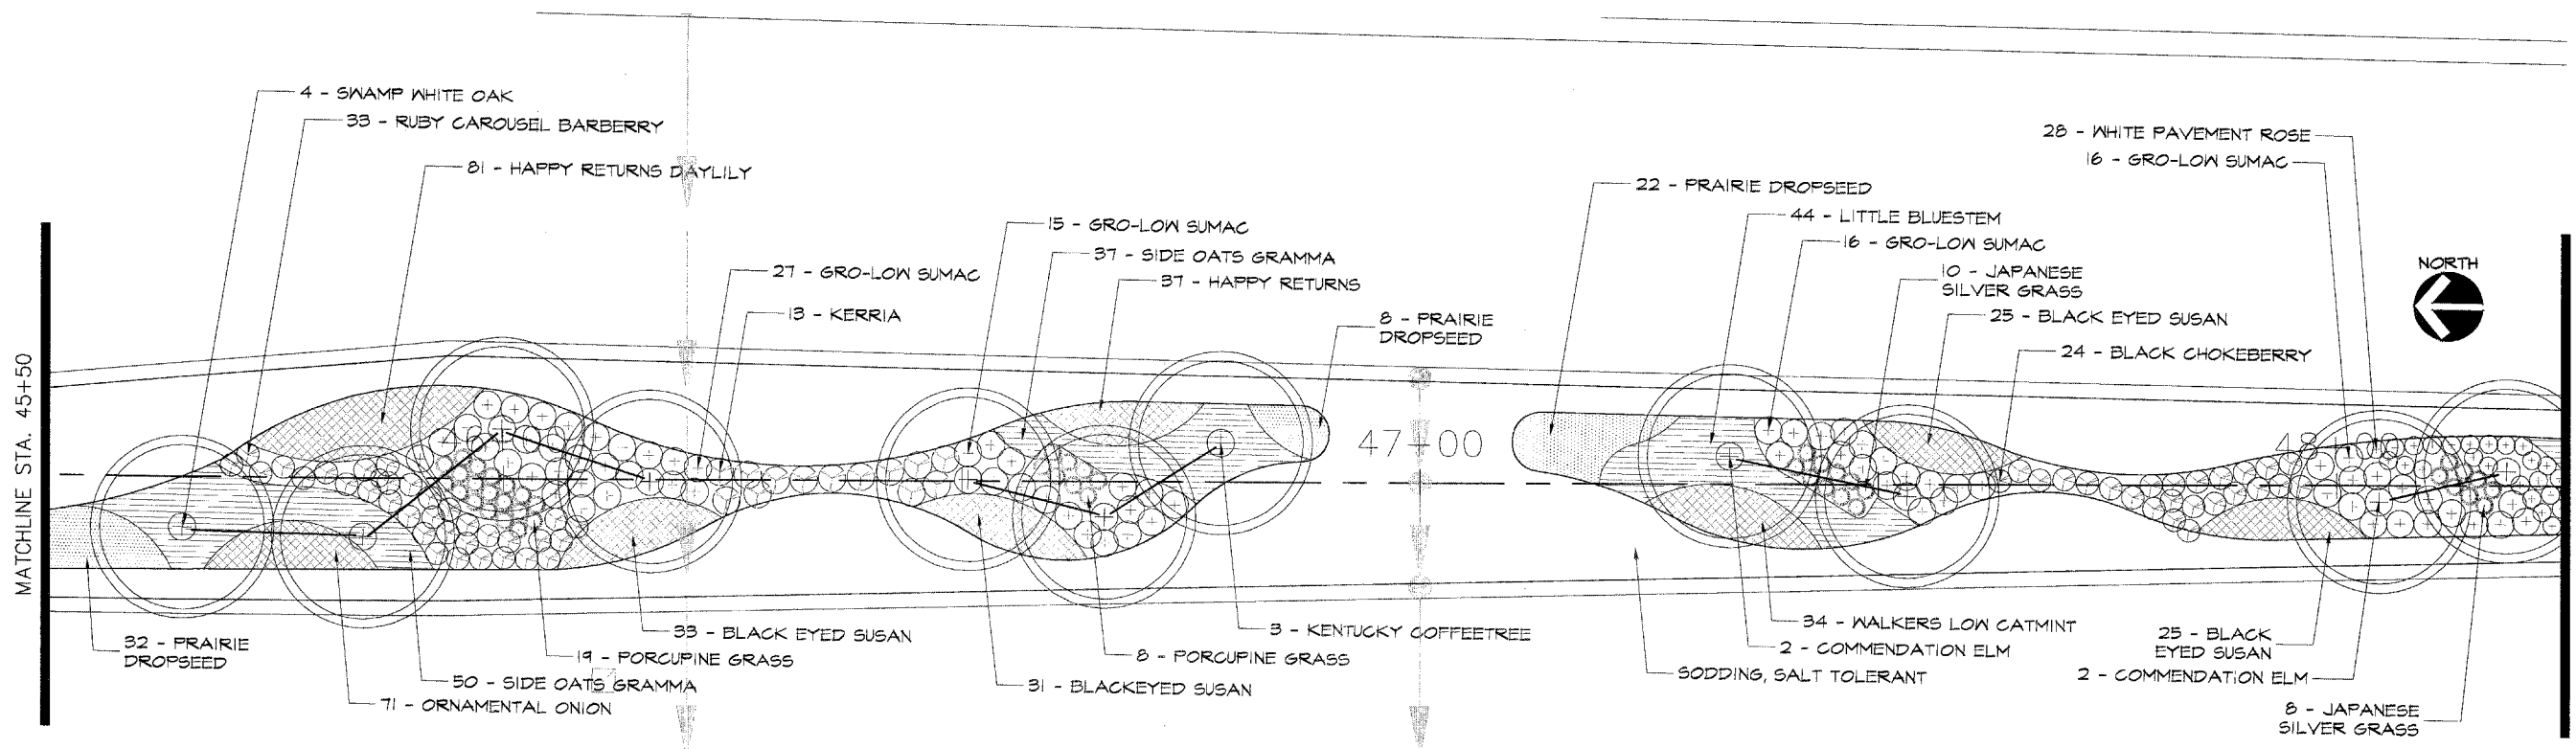 4 - SWAMP WHITE OAK
33 - RUBY CAROUSEL BARBERRY
81 - HAPPY RETURNS DAYLILY
27 - GRO-LOW SUMAC
13 - KERRIA
15 - GRO-LOW SUMAC
37 - SIDE OATS GRAMMA
37 - HAPPY RETURNS
8 - PRAIRIE
DROPSEED
22 - PRAIRIE DROPSEED
44 - LITTLE BLUESTEM
16 - GRO-LOW SUMAC
10 - JAPANESE
SILVER GRASS
25 - BLACK EYED SUSAN
24 - BLACK CHOKEBERRY
28 - WHITE PAVEMENT ROSE
16 - GRO-LOW SUMAC
NORTH
MATCHLINE STA. 45+50
47+00
32 - PRAIRIE
DROPSEED
33 - BLACK EYED SUSAN
19 - PORCUPINE GRASS
50 - SIDE OATS GRAMMA
71 - ORNAMENTAL ONION
3 - KENTUCKY COFFEETREE
8 - PORCUPINE GRASS
31 - BLACKEYED SUSAN
34 - WALKERS LOW CATMINT
2 - COMMENDATION ELM
SODDING, SALT TOLERANT
25 - BLACK
EYED SUSAN
2 - COMMENDATION ELM
8 - JAPANESE
SILVER GRASS